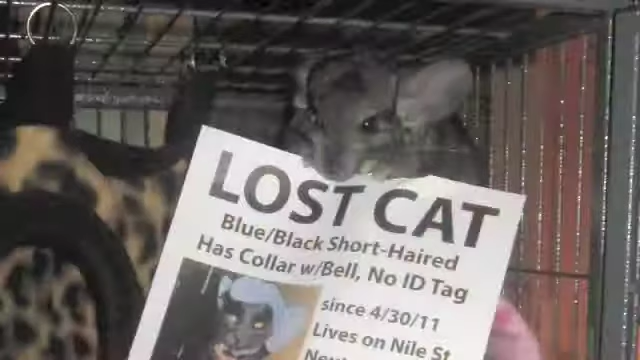 LOST CAT
Blue/Black Short-Haired
Has Collar w/Bell, No ID Tag
since 4/30/11
Lives on Nile St